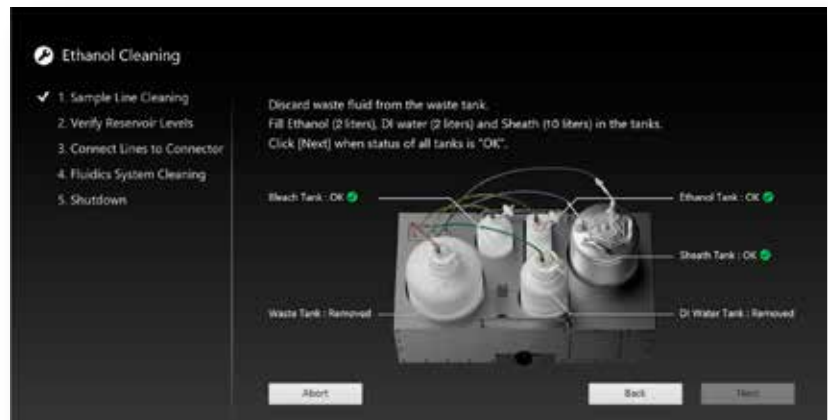 Ethanol Cleaning
1. Sample Line Cleaning
2. Verify Reservoir Levels
3. Connect Lines to Connector
4. Fluidics System Cleaning
5. Shutdown
Discard waste fluid from the waste tank.
Fill Ethanol (2 liters), DI water (2 liters) and Sheath (10 liters) in the tanks.
Click [Next] when status of all tanks is "OK".
Bleach Tank : OK
Ethanol Tank : OK
Sheath Tank : OK
Waste Tank : Removed
DI Water Tank : Removed
Abort
Back
Next